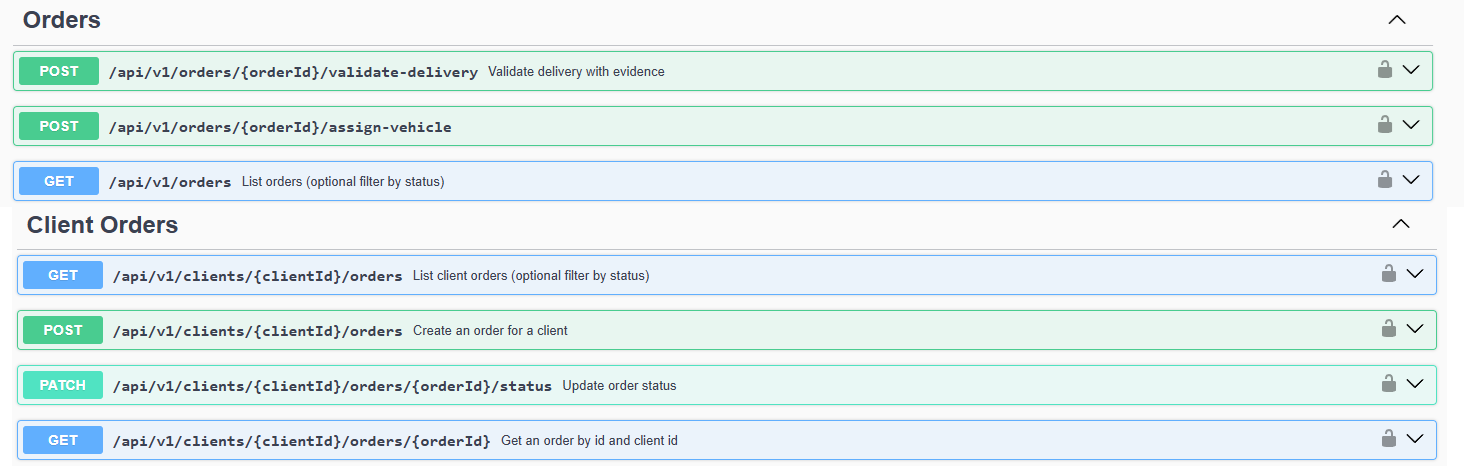 Orders
POST /api/v1/orders/{orderId}/validate-delivery Validate delivery with evidence
POST /api/v1/orders/{orderId}/assign-vehicle
GET /api/v1/orders List orders (optional filter by status)
Client Orders
GET /api/v1/clients/{clientId}/orders List client orders (optional filter by status)
POST /api/v1/clients/{clientId}/orders Create an order for a client
PATCH /api/v1/clients/{clientId}/orders/{orderId}/status Update order status
GET /api/v1/clients/{clientId}/orders/{orderId} Get an order by id and client id